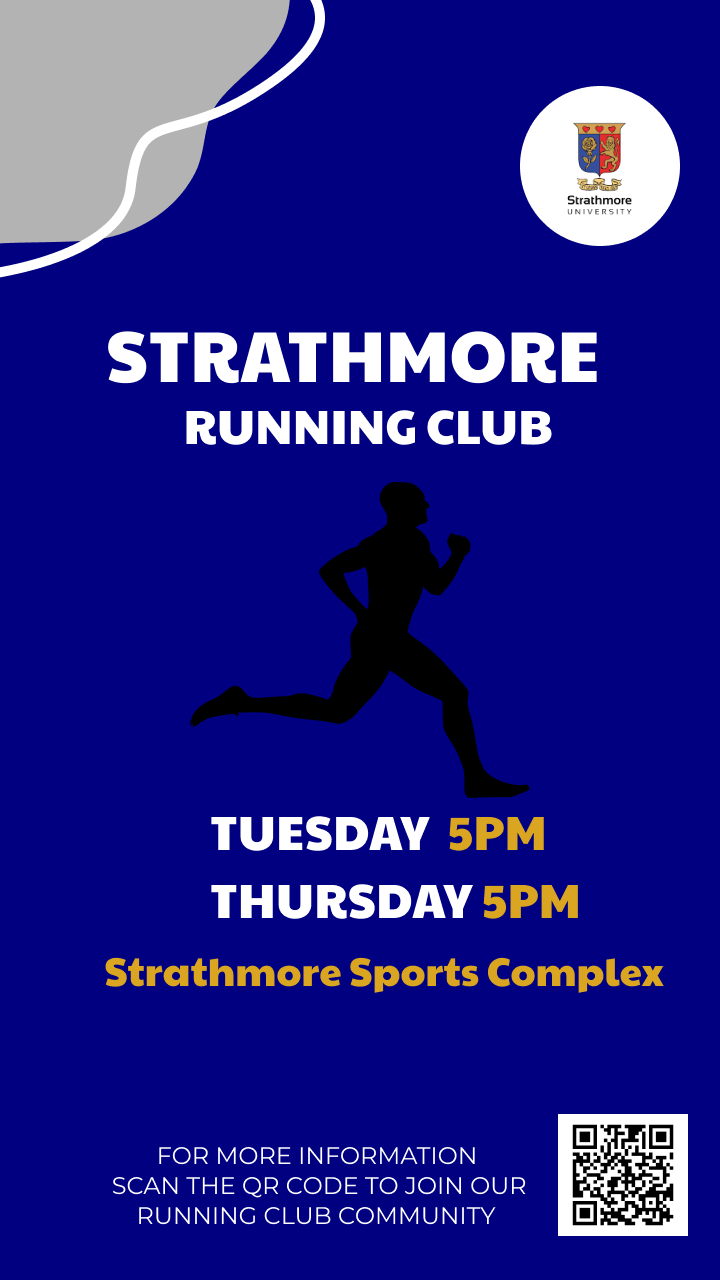 Strathmore
UNIVERSITY
STRATHMORE
RUNNING CLUB
TUESDAY 5PM
THURSDAY 5PM
Strathmore Sports Complex
FOR MORE INFORMATION
SCAN THE QR CODE TO JOIN OUR
RUNNING CLUB COMMUNITY